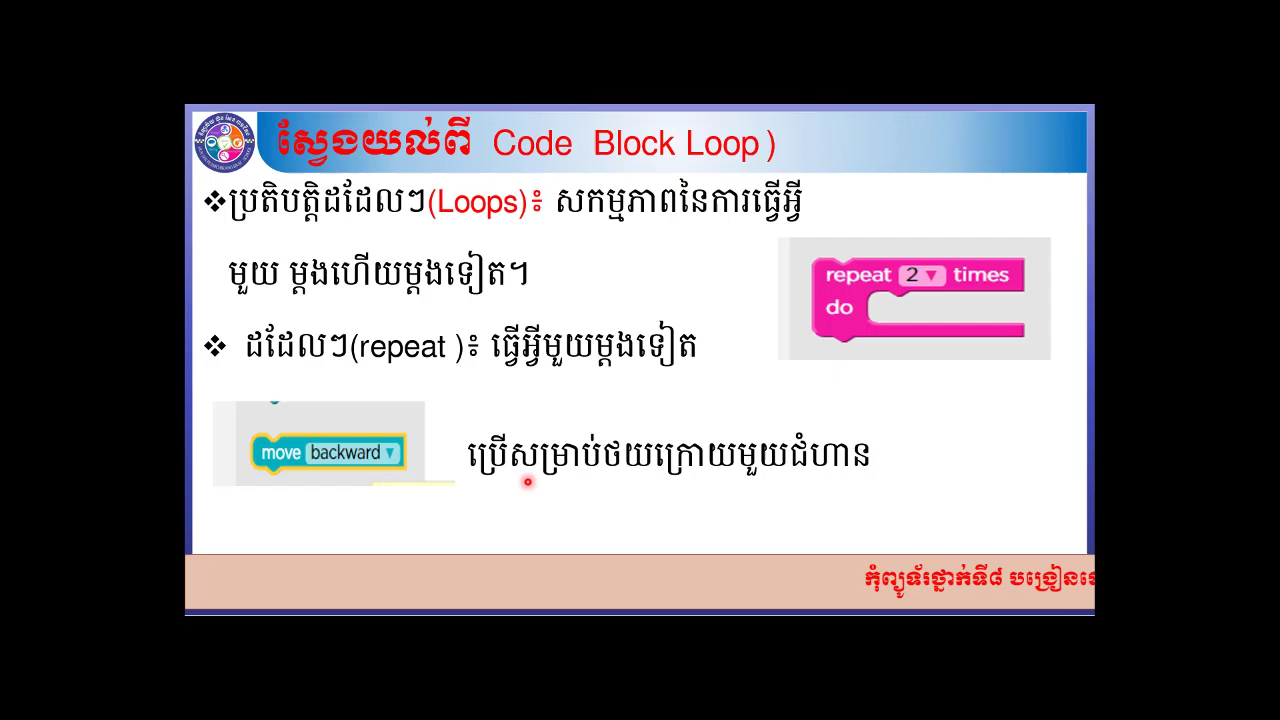 ស្វែងយល់ពី Code Block Loop)
❖ប្រតិបត្តិដដែលៗ(Loops)៖ សកម្មភាពនៃការធ្វើអ្វី
មួយ ម្តងហើយម្តងទៀត។
repeat 2 ▼ times
do
❖ ដដែលៗ(repeat )៖ ធ្វើអ្វីមួយម្តងទៀត
move backward ▼
ប្រើសម្រាប់ថយក្រោយមួយជំហាន
កុំព្យូទ័រថ្នាក់ទី៨ បង្រៀនដោ